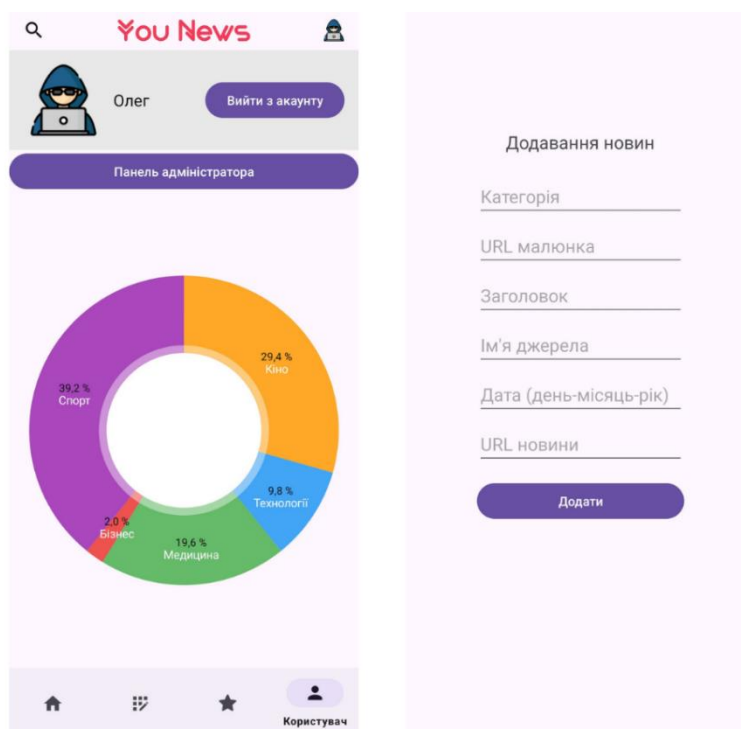 You News
Олег
Вийти з акаунту
Панель адміністратора
29,4 %
Кіно
39,2 %
Спорт
9,8 %
Технології
2,0 %
Бізнес
19,6 %
Медицина
Користувач
Додавання новин
Категорія
URL малюнка
Заголовок
Ім'я джерела
Дата (день-місяць-рік)
URL новини
Додати